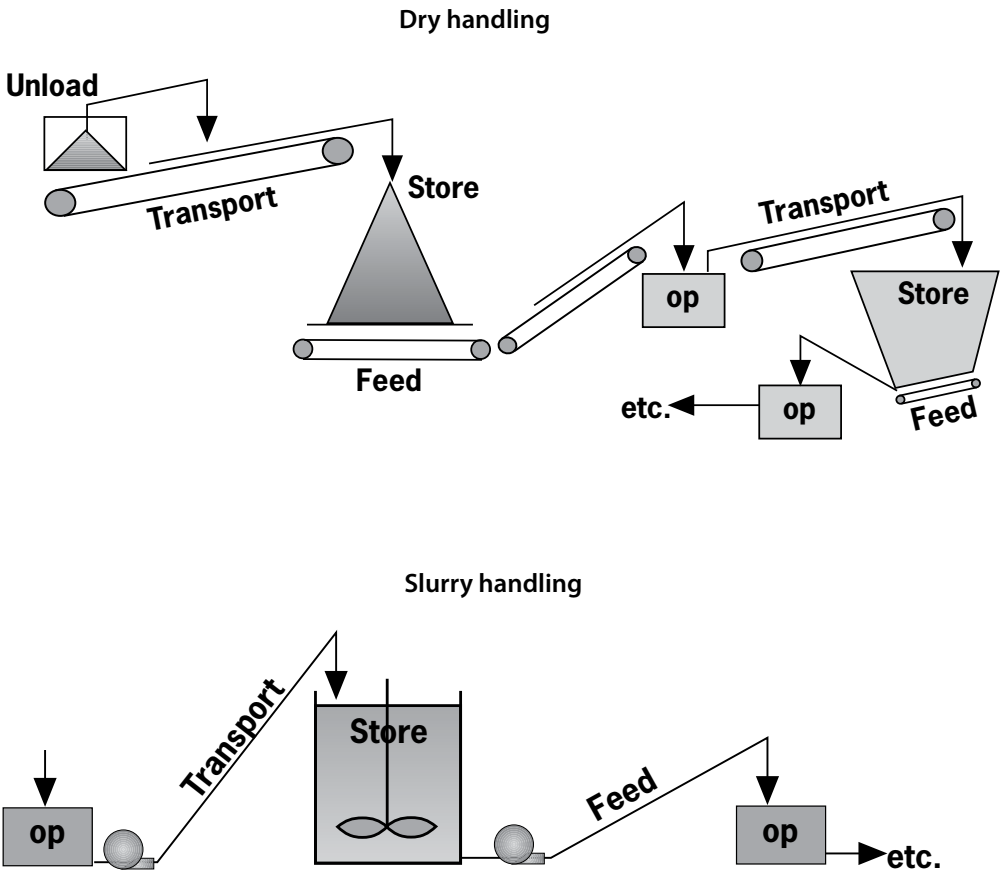 Dry handling
Unload
Transport
Store
Feed
op
Transport
Store
Feed
op
etc.
Slurry handling
op
Transport
Store
Feed
op
etc.